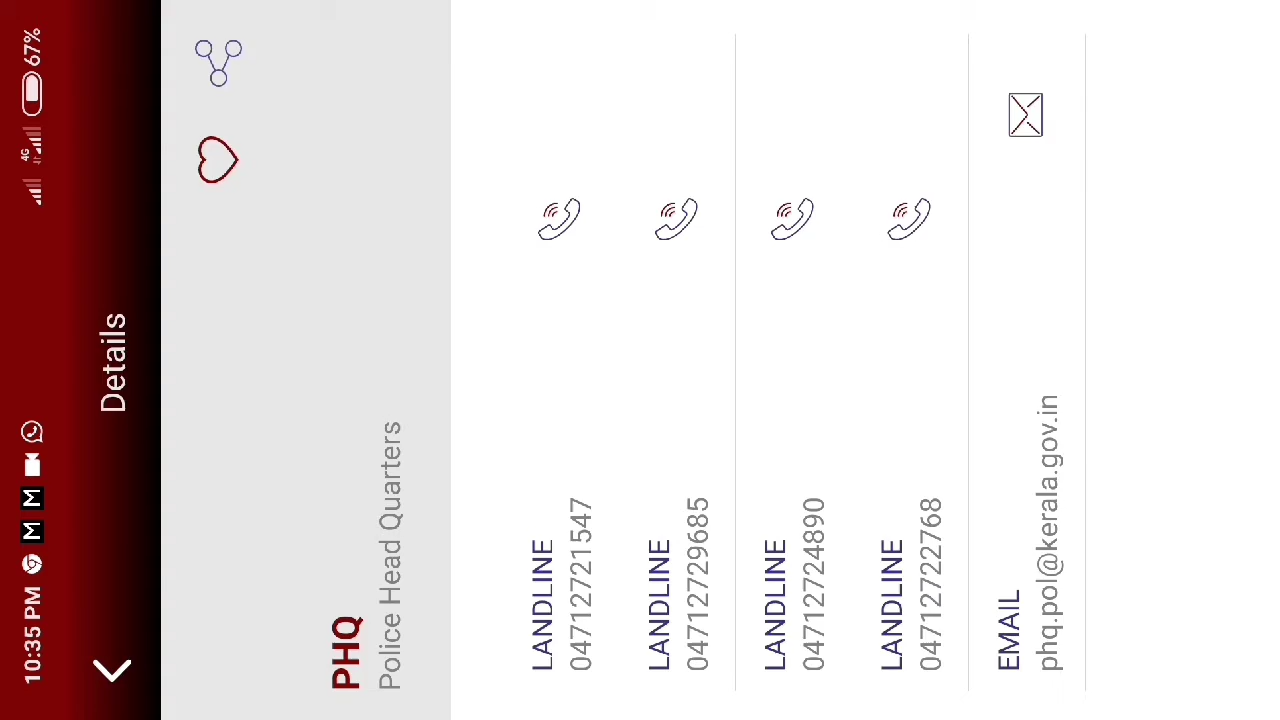 10:35 PM
4G
67%
Details
PHQ
Police Head Quarters
LANDLINE
04712721547
LANDLINE
04712729685
LANDLINE
04712724890
LANDLINE
04712722768
EMAIL
phq.pol@kerala.gov.in